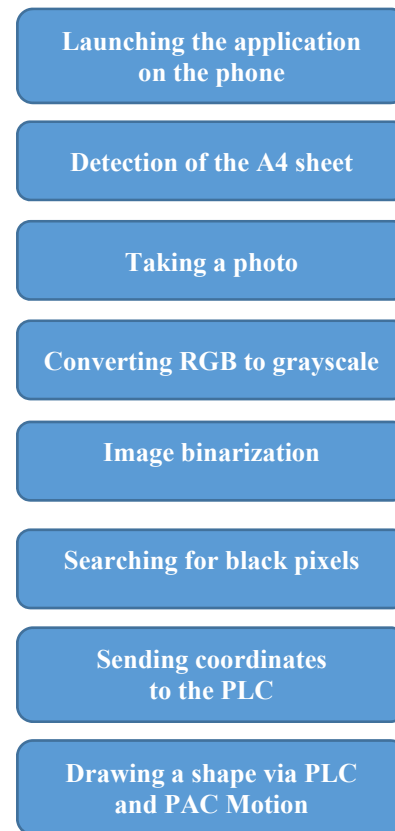 Launching the application
on the phone
Detection of the A4 sheet
Taking a photo
Converting RGB to grayscale
Image binarization
Searching for black pixels
Sending coordinates
to the PLC
Drawing a shape via PLC
and PAC Motion